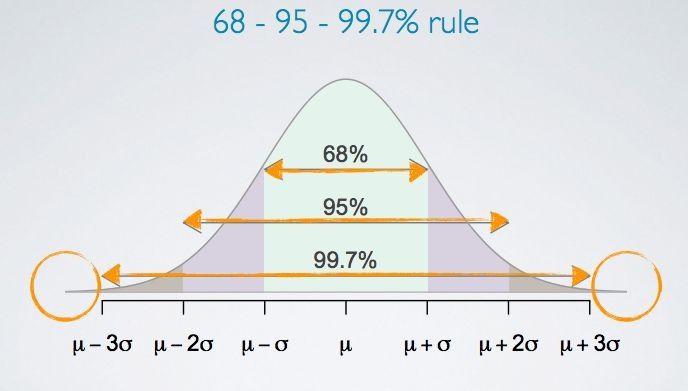 68 - 95 - 99.7% rule
68%
95%
99.7%
μ − 3σ μ − 2σ μ − σ μ μ + σ μ + 2σ μ + 3σ